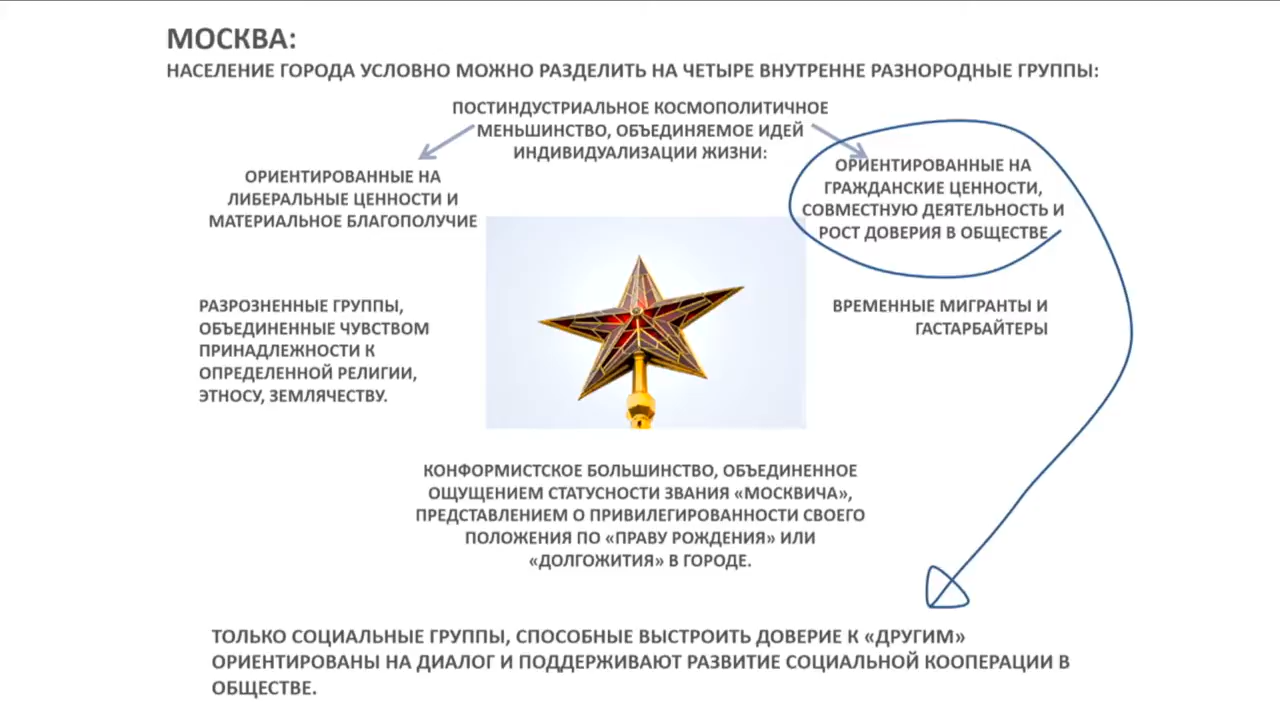 МОСКВА:
НАСЕЛЕНИЕ ГОРОДА УСЛОВНО МОЖНО РАЗДЕЛИТЬ НА ЧЕТЫРЕ ВНУТРЕННЕ РАЗНОРОДНЫЕ ГРУППЫ:
ПОСТИНДУСТРИАЛЬНОЕ КОСМОПОЛИТИЧНОЕ
МЕНЬШИНСТВО, ОБЪЕДИНЯЕМОЕ ИДЕЙ
ИНДИВИДУАЛИЗАЦИИ ЖИЗНИ:
ОРИЕНТИРОВАННЫЕ НА
ЛИБЕРАЛЬНЫЕ ЦЕННОСТИ И
МАТЕРИАЛЬНОЕ БЛАГОПОЛУЧИЕ
ОРИЕНТИРОВАННЫЕ НА
ГРАЖДАНСКИЕ ЦЕННОСТИ,
СОВМЕСТНУЮ ДЕЯТЕЛЬНОСТЬ И
РОСТ ДОВЕРИЯ В ОБЩЕСТВЕ
РАЗРОЗНЕННЫЕ ГРУППЫ,
ОБЪЕДИНЕННЫЕ ЧУВСТВОМ
ПРИНАДЛЕЖНОСТИ К
ОПРЕДЕЛЕННОЙ РЕЛИГИИ,
ЭТНОСУ, ЗЕМЛЯЧЕСТВУ.
ВРЕМЕННЫЕ МИГРАНТЫ И
ГАСТАРБАЙТЕРЫ
КОНФОРМИСТСКОЕ БОЛЬШИНСТВО, ОБЪЕДИНЕННОЕ
ОЩУЩЕНИЕМ СТАТУСНОСТИ ЗВАНИЯ «МОСКВИЧА»,
ПРЕДСТАВЛЕНИЕМ О ПРИВИЛЕГИРОВАННОСТИ СВОЕГО
ПОЛОЖЕНИЯ ПО «ПРАВУ РОЖДЕНИЯ» ИЛИ
«ДОЛГОЖИТИЯ» В ГОРОДЕ.
ТОЛЬКО СОЦИАЛЬНЫЕ ГРУППЫ, СПОСОБНЫЕ ВЫСТРОИТЬ ДОВЕРИЕ К «ДРУГИМ»
ОРИЕНТИРОВАНЫ НА ДИАЛОГ И ПОДДЕРЖИВАЮТ РАЗВИТИЕ СОЦИАЛЬНОЙ КООПЕРАЦИИ В
ОБЩЕСТВЕ.